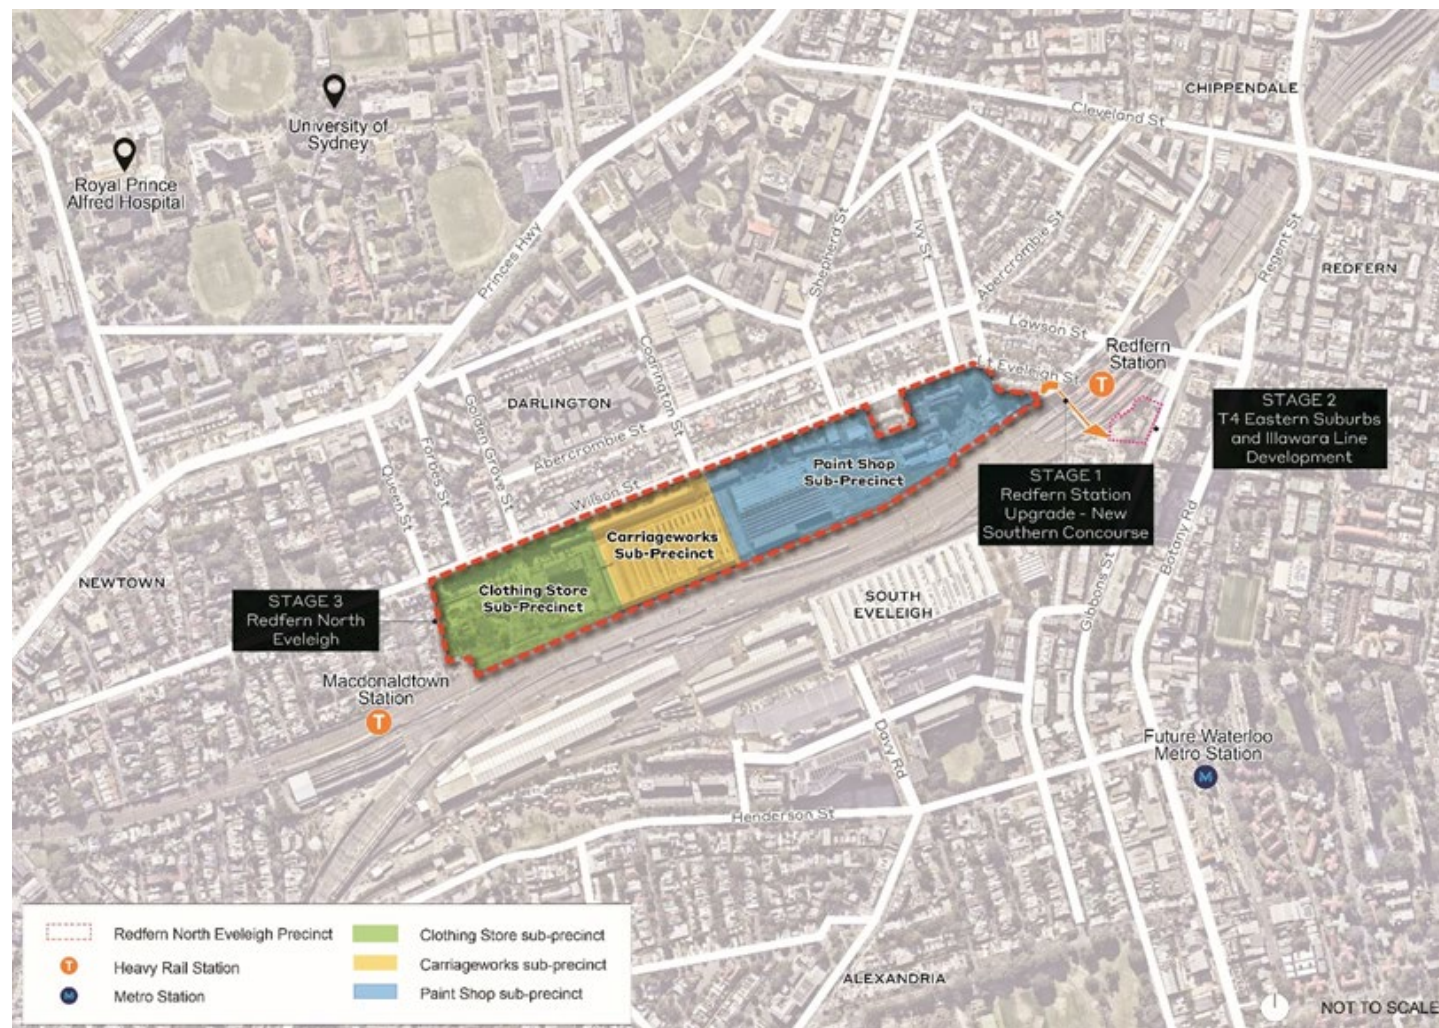 CHIPPENDALE
Cleveland St
University of
Sydney
Royal Prince
Alfred Hospital
Princes Hwy
Shepherd St
Ivy St
Abercrombie St
Regent St
REDFERN
Lawson St
Redfern
Station
T
Lt Eveleigh St
Codrington St
DARLINGTON
Golden Grove St
Forbes St
Queen St
Abercrombie St
Wilson St
STAGE 2
T4 Eastern Suburbs
and Illawara Line
Development
Paint Shop
Sub-Precinct
STAGE 1
Redfern Station
Upgrade - New
Southern Concourse
Botany Rd
Gibbons St
Carriageworks
Sub-Precinct
Clothing Store
Sub-Precinct
NEWTOWN
STAGE 3
Redfern North
Eveleigh
SOUTH
EVELEIGH
Macdonaldtown
Station
T
Davy Rd
Future Waterloo
Metro Station
M
Henderson St
ALEXANDRIA
Redfern North Eveleigh Precinct
T Heavy Rail Station
M Metro Station
Clothing Store sub-precinct
Carriageworks sub-precinct
Paint Shop sub-precinct
NOT TO SCALE